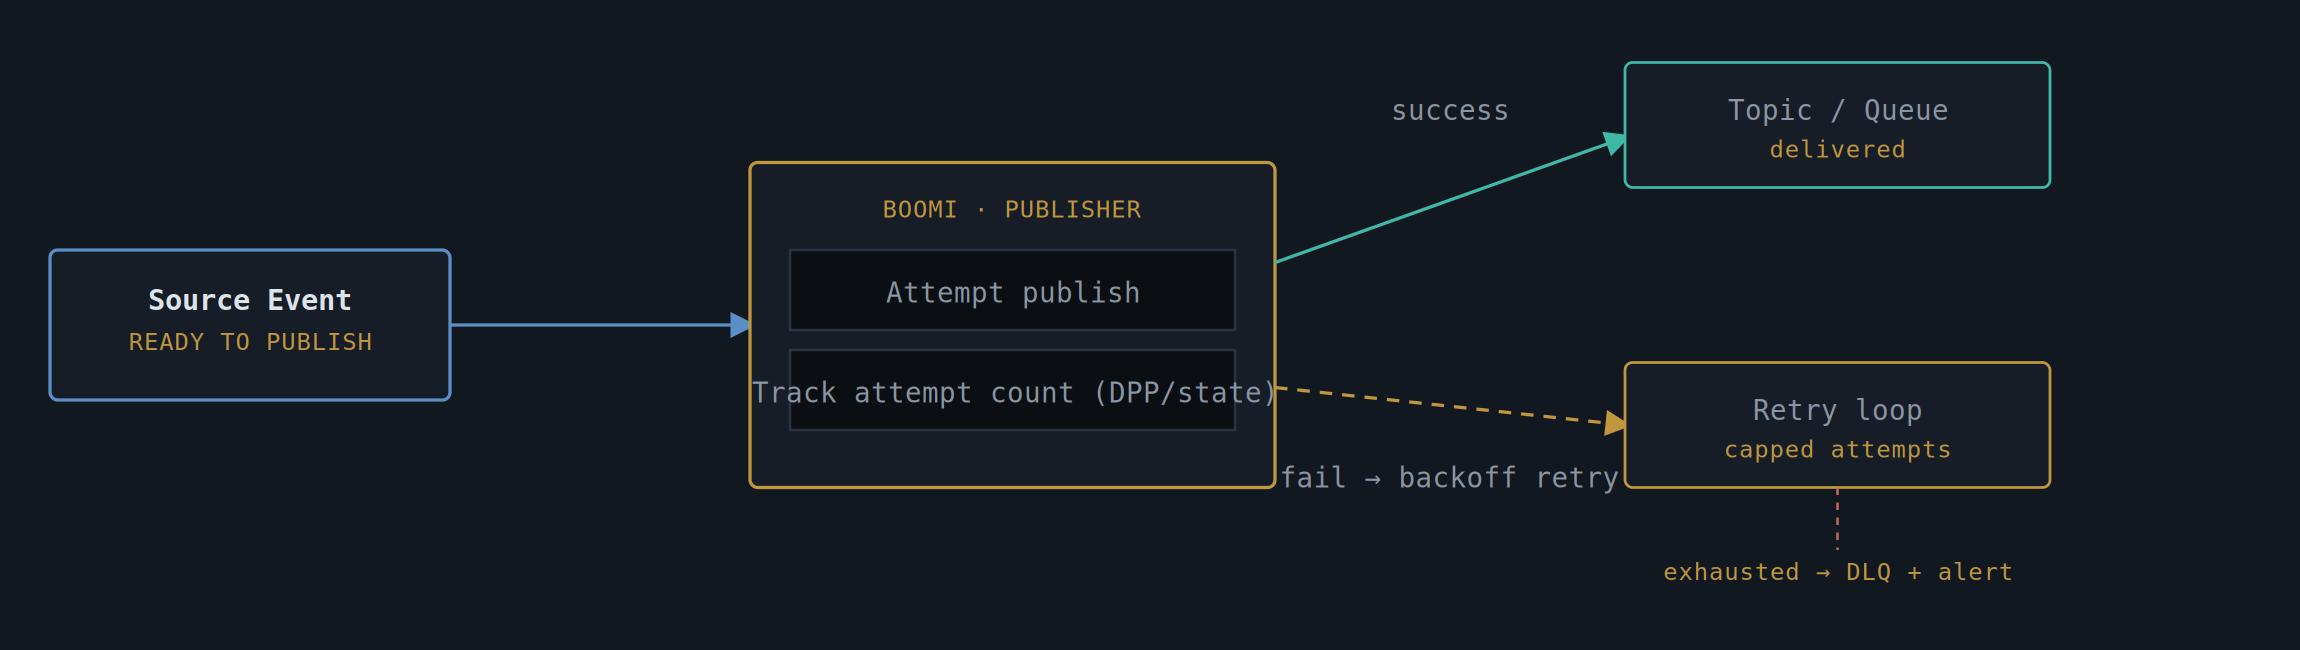 Source Event
READY TO PUBLISH
BOOMI · PUBLISHER
Attempt publish
Track attempt count (DPP/state)
success
fail → backoff retry
Topic / Queue
delivered
Retry loop
capped attempts
exhausted → DLQ + alert